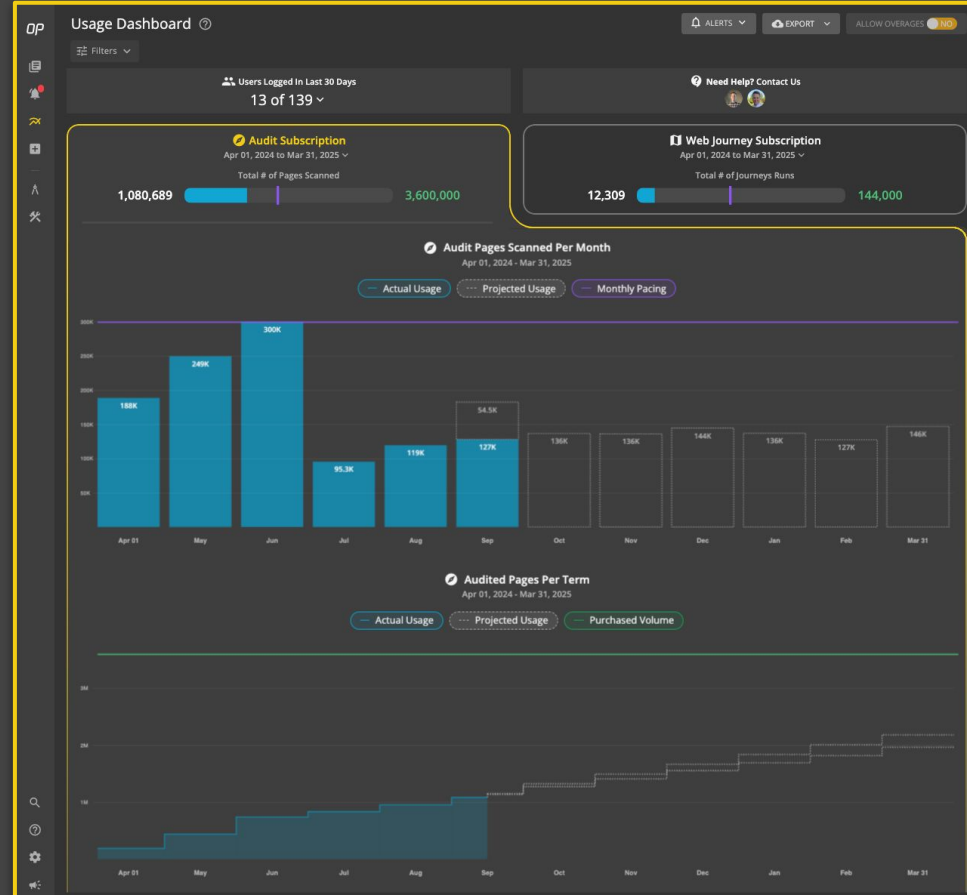 OP
Usage Dashboard
ALERTS
EXPORT
ALLOW OVERAGES NO
Filters
Users Logged In Last 30 Days
13 of 139
Need Help? Contact Us
Audit Subscription
Apr 01, 2024 to Mar 31, 2025
Total # of Pages Scanned
1,080,689
3,600,000
Web Journey Subscription
Apr 01, 2024 to Mar 31, 2025
Total # of Journeys Runs
12,309
144,000
Audit Pages Scanned Per Month
Apr 01, 2024 - Mar 31, 2025
Actual Usage
Projected Usage
Monthly Pacing
300K
250K
200K
150K
100K
50K
188K
249K
300K
95.3K
119K
54.5K
127K
136K
136K
144K
136K
127K
146K
Apr 01 May Jun Jul Aug Sep Oct Nov Dec Jan Feb Mar 31
Audited Pages Per Term
Apr 01, 2024 - Mar 31, 2025
Actual Usage
Projected Usage
Purchased Volume
3M
2M
1M
Apr 01 May Jun Jul Aug Sep Oct Nov Dec Jan Feb Mar 31